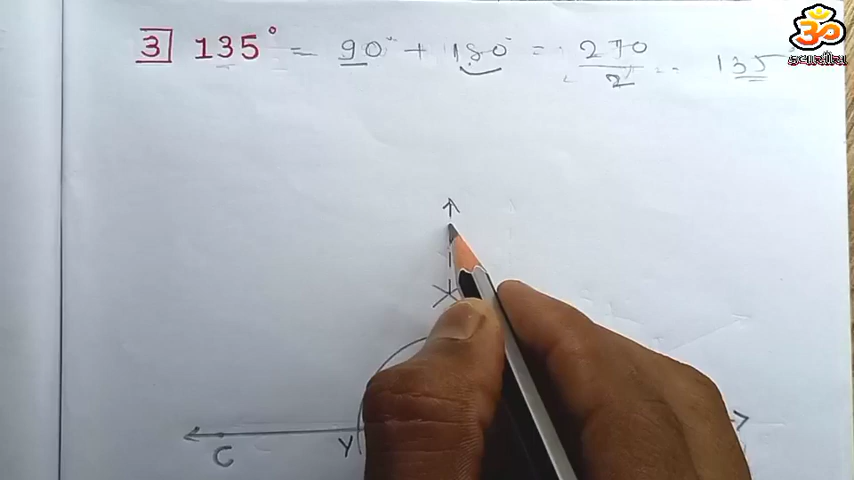 3 135° = 90° + 180° = 270/2 = 135°
ॐ
C Y